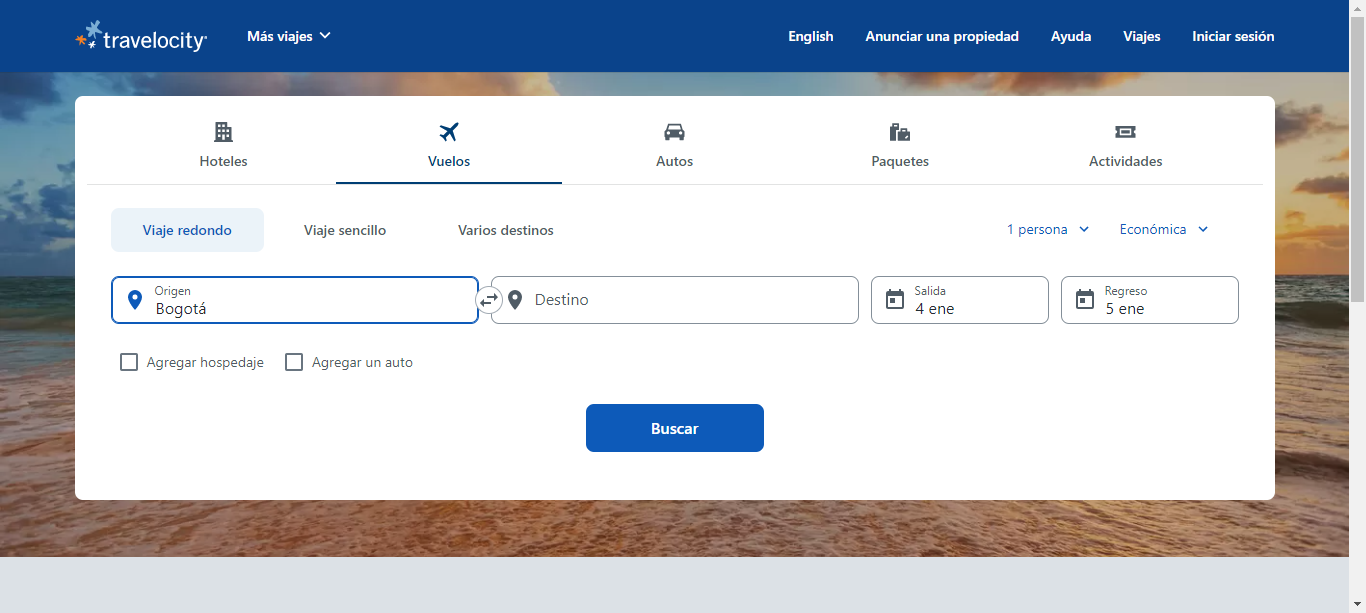 travelocity
Más viajes
English
Anunciar una propiedad
Ayuda
Viajes
Iniciar sesión
Hoteles
Vuelos
Autos
Paquetes
Actividades
Viaje redondo
Viaje sencillo
Varios destinos
1 persona
Económica
Origen
Bogotá
Destino
Salida
4 ene
Regreso
5 ene
Agregar hospedaje
Agregar un auto
Buscar